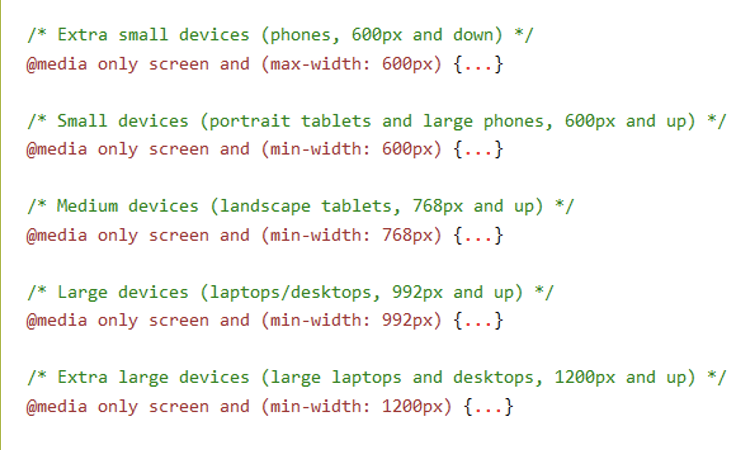 /* Extra small devices (phones, 600px and down) */
@media only screen and (max-width: 600px) {...}
/* Small devices (portrait tablets and large phones, 600px and up) */
@media only screen and (min-width: 600px) {...}
/* Medium devices (landscape tablets, 768px and up) */
@media only screen and (min-width: 768px) {...}
/* Large devices (laptops/desktops, 992px and up) */
@media only screen and (min-width: 992px) {...}
/* Extra large devices (large laptops and desktops, 1200px and up) */
@media only screen and (min-width: 1200px) {...}